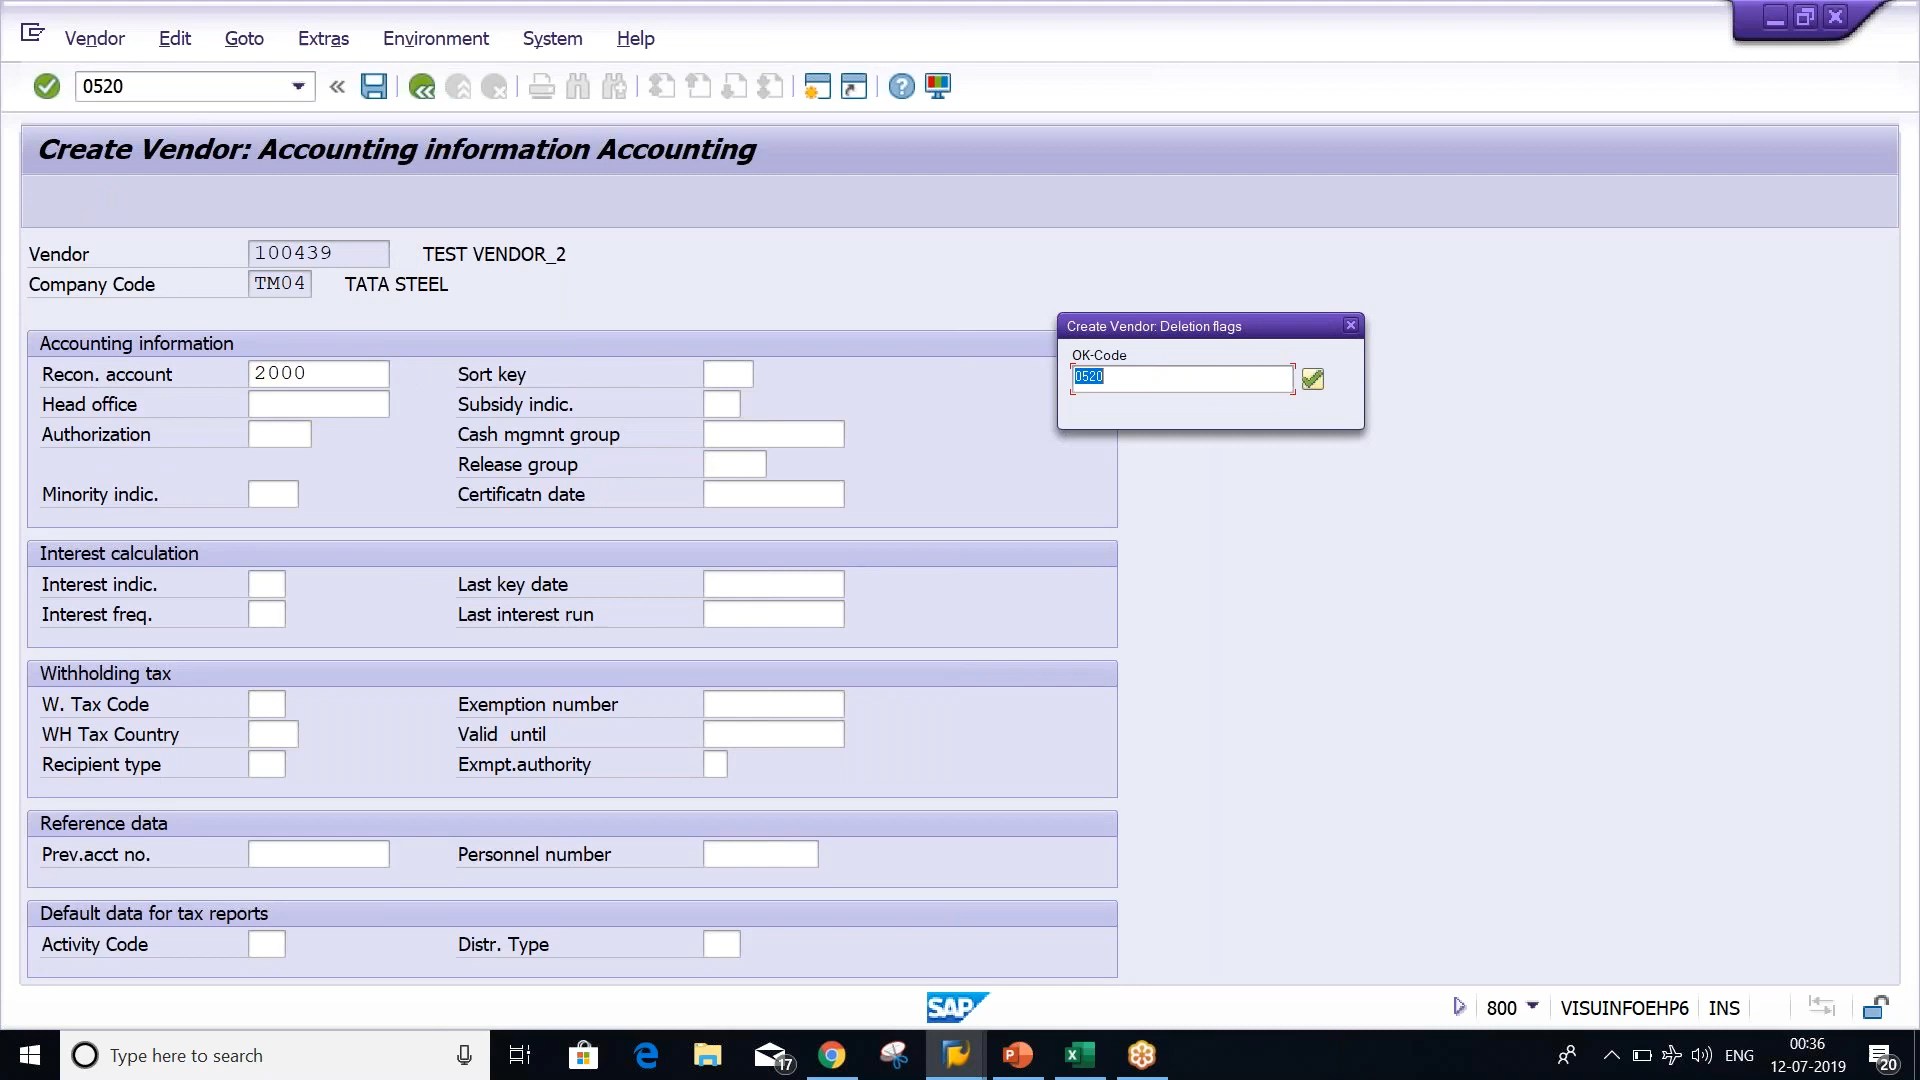 Vendor Edit Goto Extras Environment System Help
0520
Create Vendor: Accounting information Accounting
Vendor 100439 TEST VENDOR_2
Company Code TM04 TATA STEEL
Create Vendor: Deletion flags
OK-Code
0520
Accounting information
Recon. account 2000 Sort key
Head office Subsidy indic.
Authorization Cash mgmnt group
Release group
Minority indic. Certificatn date
Interest calculation
Interest indic. Last key date
Interest freq. Last interest run
Withholding tax
W. Tax Code Exemption number
WH Tax Country Valid until
Recipient type Exmpt.authority
Reference data
Prev.acct no. Personnel number
Default data for tax reports
Activity Code Distr. Type
SAP 800 VISUINFOEHP6 INS
Type here to search 17 ENG 00:36 20
12-07-2019